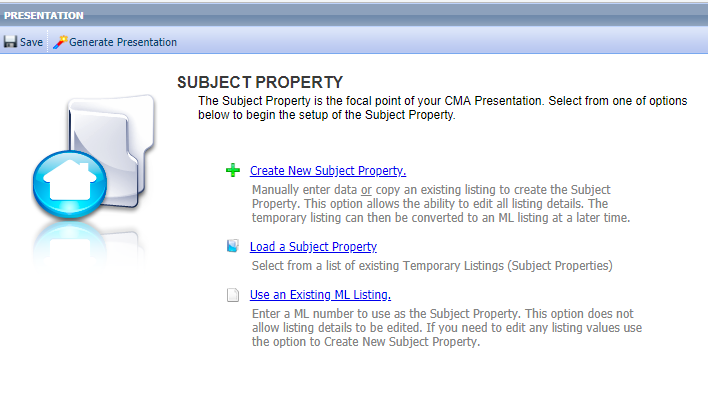 PRESENTATION
Save Generate Presentation
SUBJECT PROPERTY
The Subject Property is the focal point of your CMA Presentation. Select from one of options
below to begin the setup of the Subject Property.
Create New Subject Property.
Manually enter data or copy an existing listing to create the Subject
Property. This option allows the ability to edit all listing details. The
temporary listing can then be converted to an ML listing at a later time.
Load a Subject Property
Select from a list of existing Temporary Listings (Subject Properties)
Use an Existing ML Listing.
Enter a ML number to use as the Subject Property. This option does not
allow listing details to be edited. If you need to edit any listing values use
the option to Create New Subject Property.